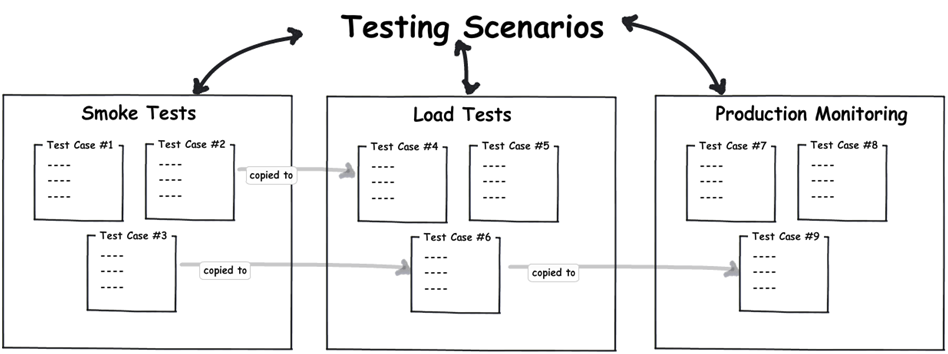 Testing Scenarios
Smoke Tests
Test Case #1
----
----
----
Test Case #2
----
----
----
copied to
Test Case #3
----
----
----
copied to
Load Tests
Test Case #4
----
----
----
Test Case #5
----
----
----
Test Case #6
----
----
----
copied to
Production Monitoring
Test Case #7
----
----
----
Test Case #8
----
----
----
Test Case #9
----
----
----